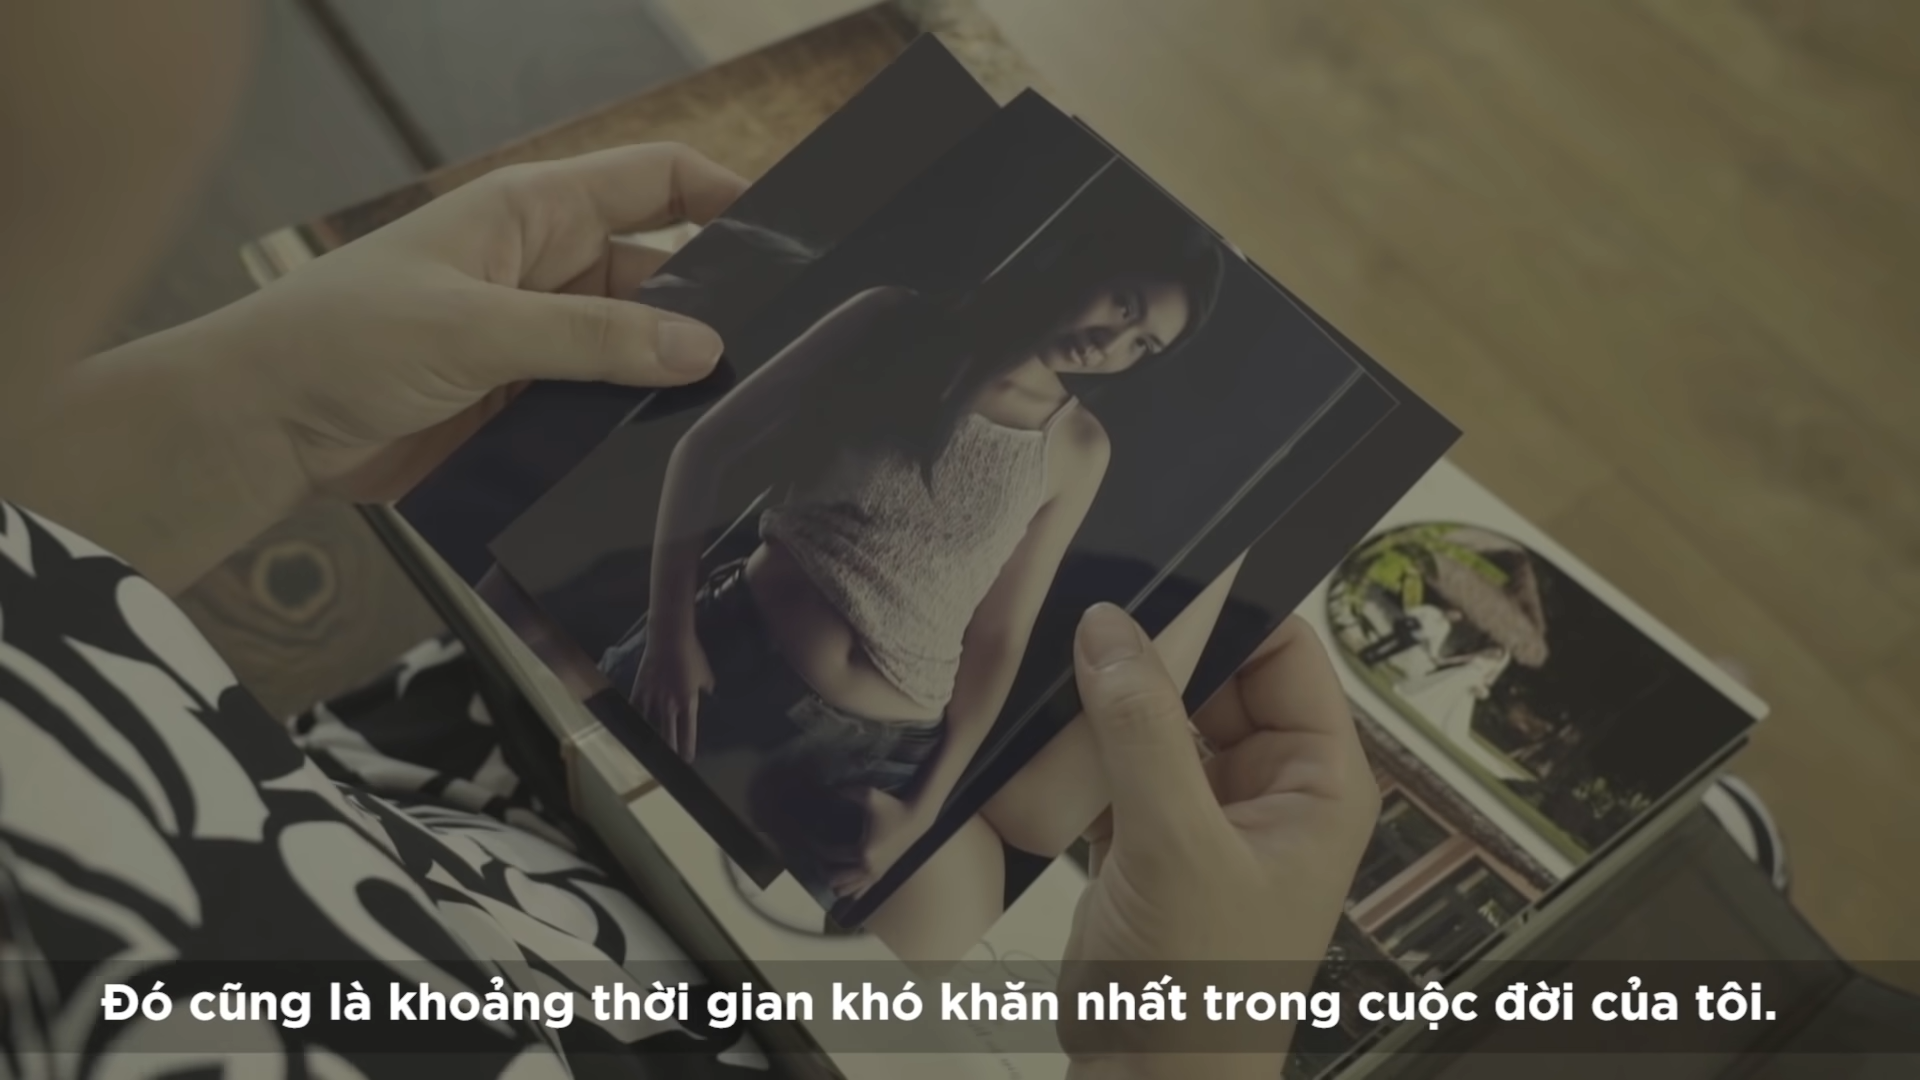 Đó cũng là khoảng thời gian khó khăn nhất trong cuộc đời của tôi.